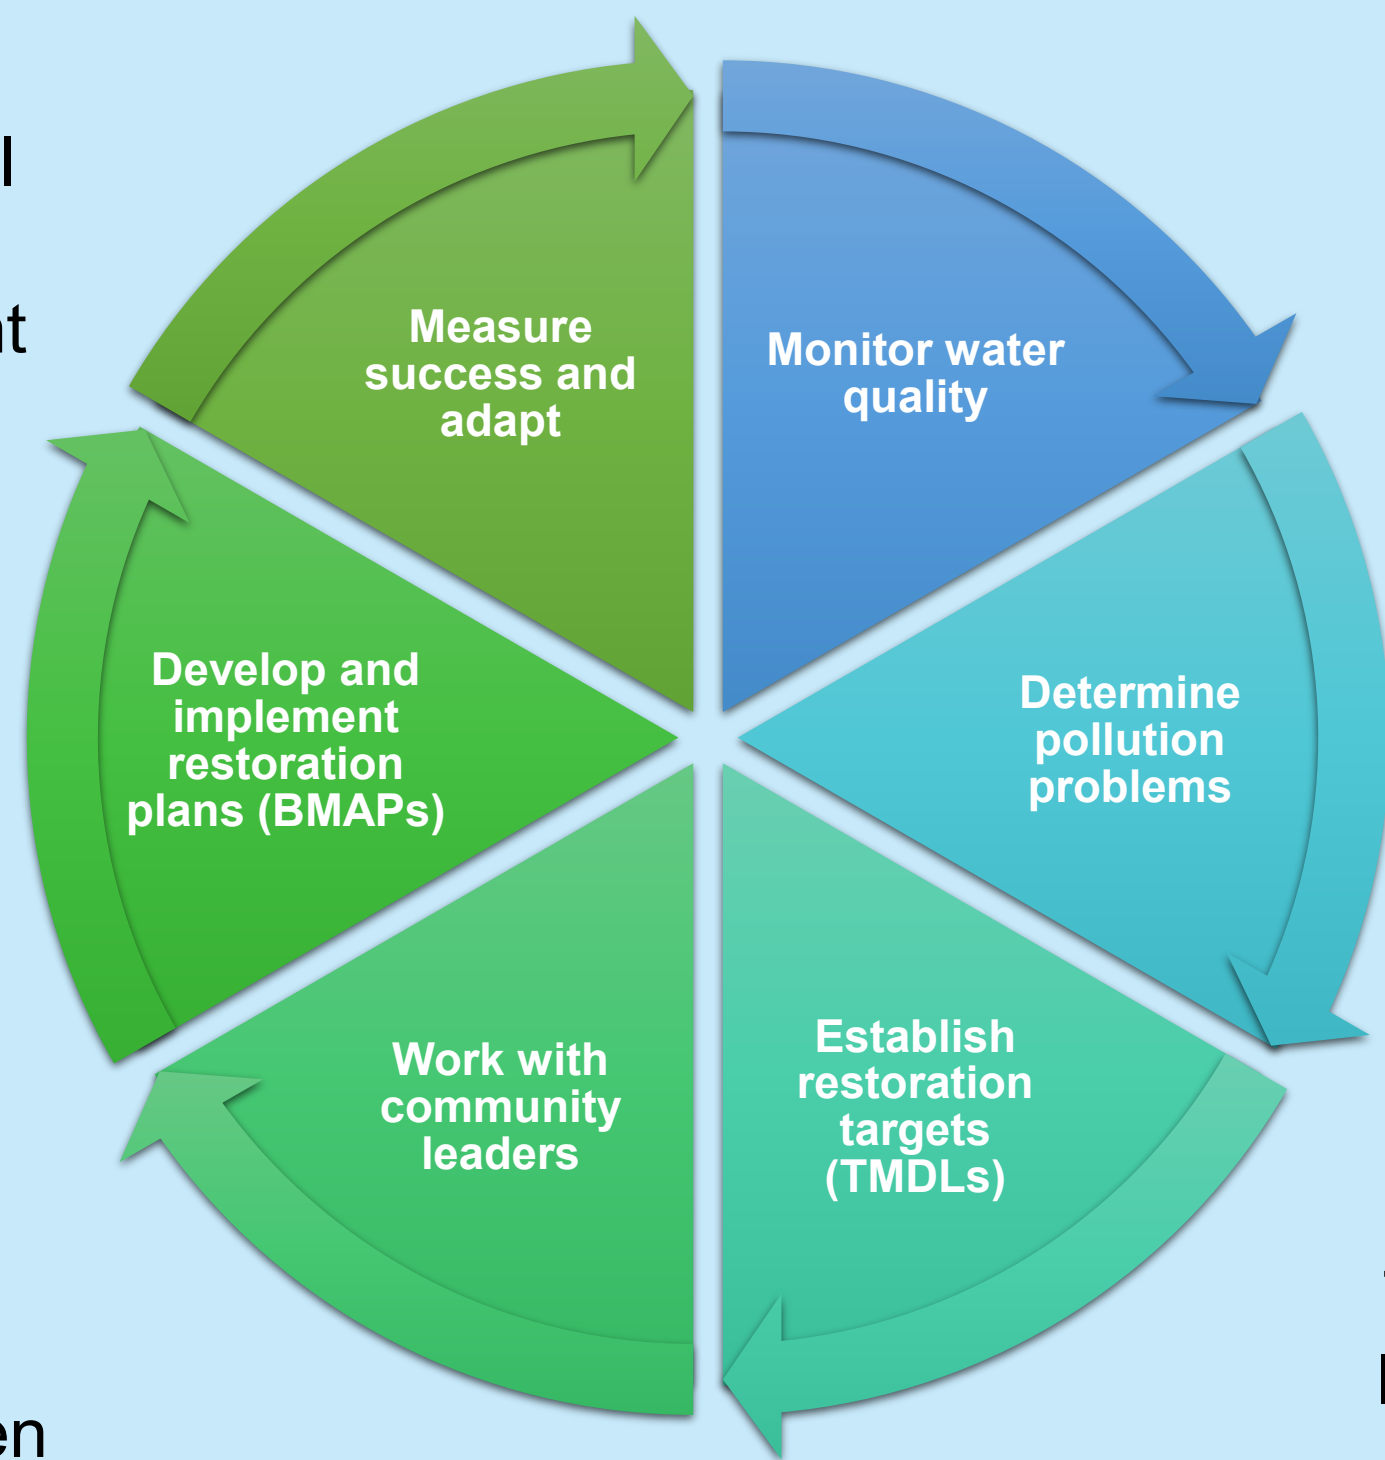 Monitor water
quality
Determine
pollution
problems
Establish
restoration
targets
(TMDLs)
Work with
community
leaders
Develop and
implement
restoration
plans (BMAPs)
Measure
success and
adapt